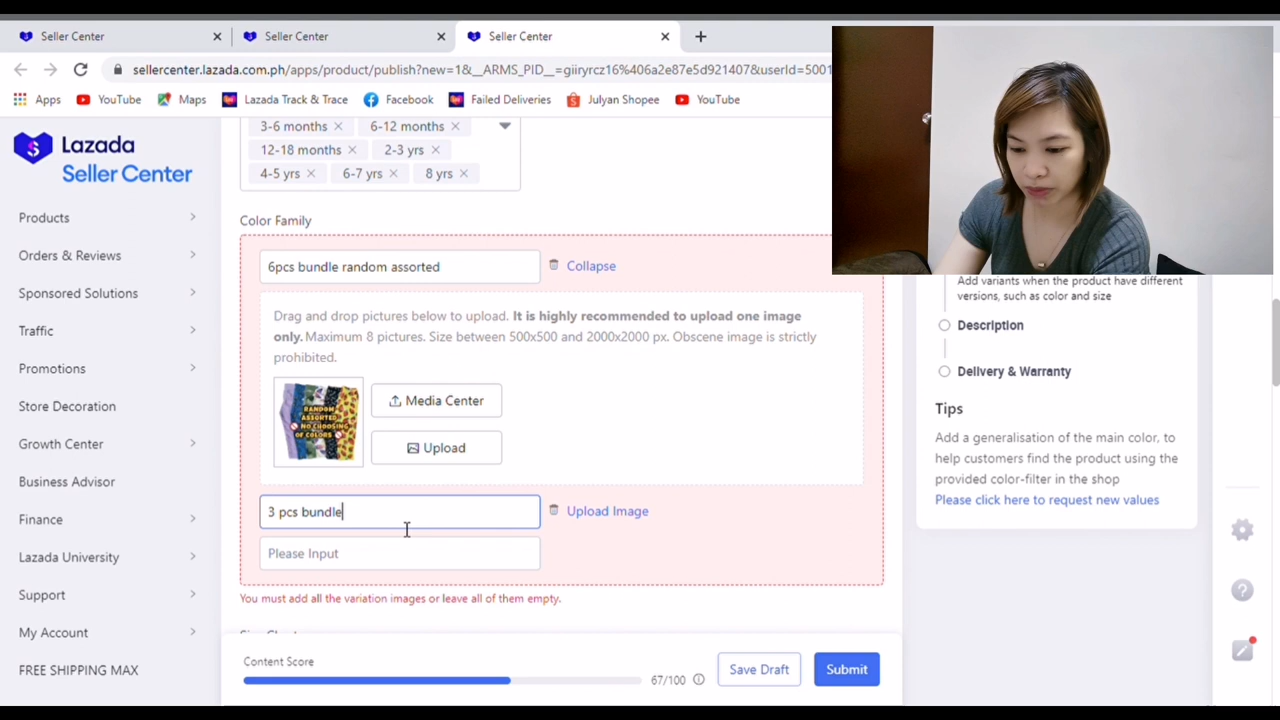 Seller Center
Seller Center
Seller Center
sellercenter.lazada.com.ph/apps/product/publish?new=1&__ARMS_PID__=giiryrcz16%406a2e87e5d921407&userId=5001
Apps YouTube Maps Lazada Track & Trace Facebook Failed Deliveries Julyan Shopee YouTube
Lazada
Seller Center
Products
Orders & Reviews
Sponsored Solutions
Traffic
Promotions
Store Decoration
Growth Center
Business Advisor
Finance
Lazada University
Support
My Account
FREE SHIPPING MAX
3-6 months 6-12 months
12-18 months 2-3 yrs
4-5 yrs 6-7 yrs 8 yrs
Color Family
6pcs bundle random assorted Collapse
Drag and drop pictures below to upload. It is highly recommended to upload one image
only. Maximum 8 pictures. Size between 500x500 and 2000x2000 px. Obscene image is strictly
prohibited.
RANDOM
ASSORTED
NO CHOOSING
OF COLORS
Media Center
Upload
3 pcs bundle Upload Image
Please Input
You must add all the variation images or leave all of them empty.
Content Score
67/100
Save Draft
Submit
Add variants when the product have different
versions, such as color and size
Description
Delivery & Warranty
Tips
Add a generalisation of the main color, to
help customers find the product using the
provided color-filter in the shop
Please click here to request new values